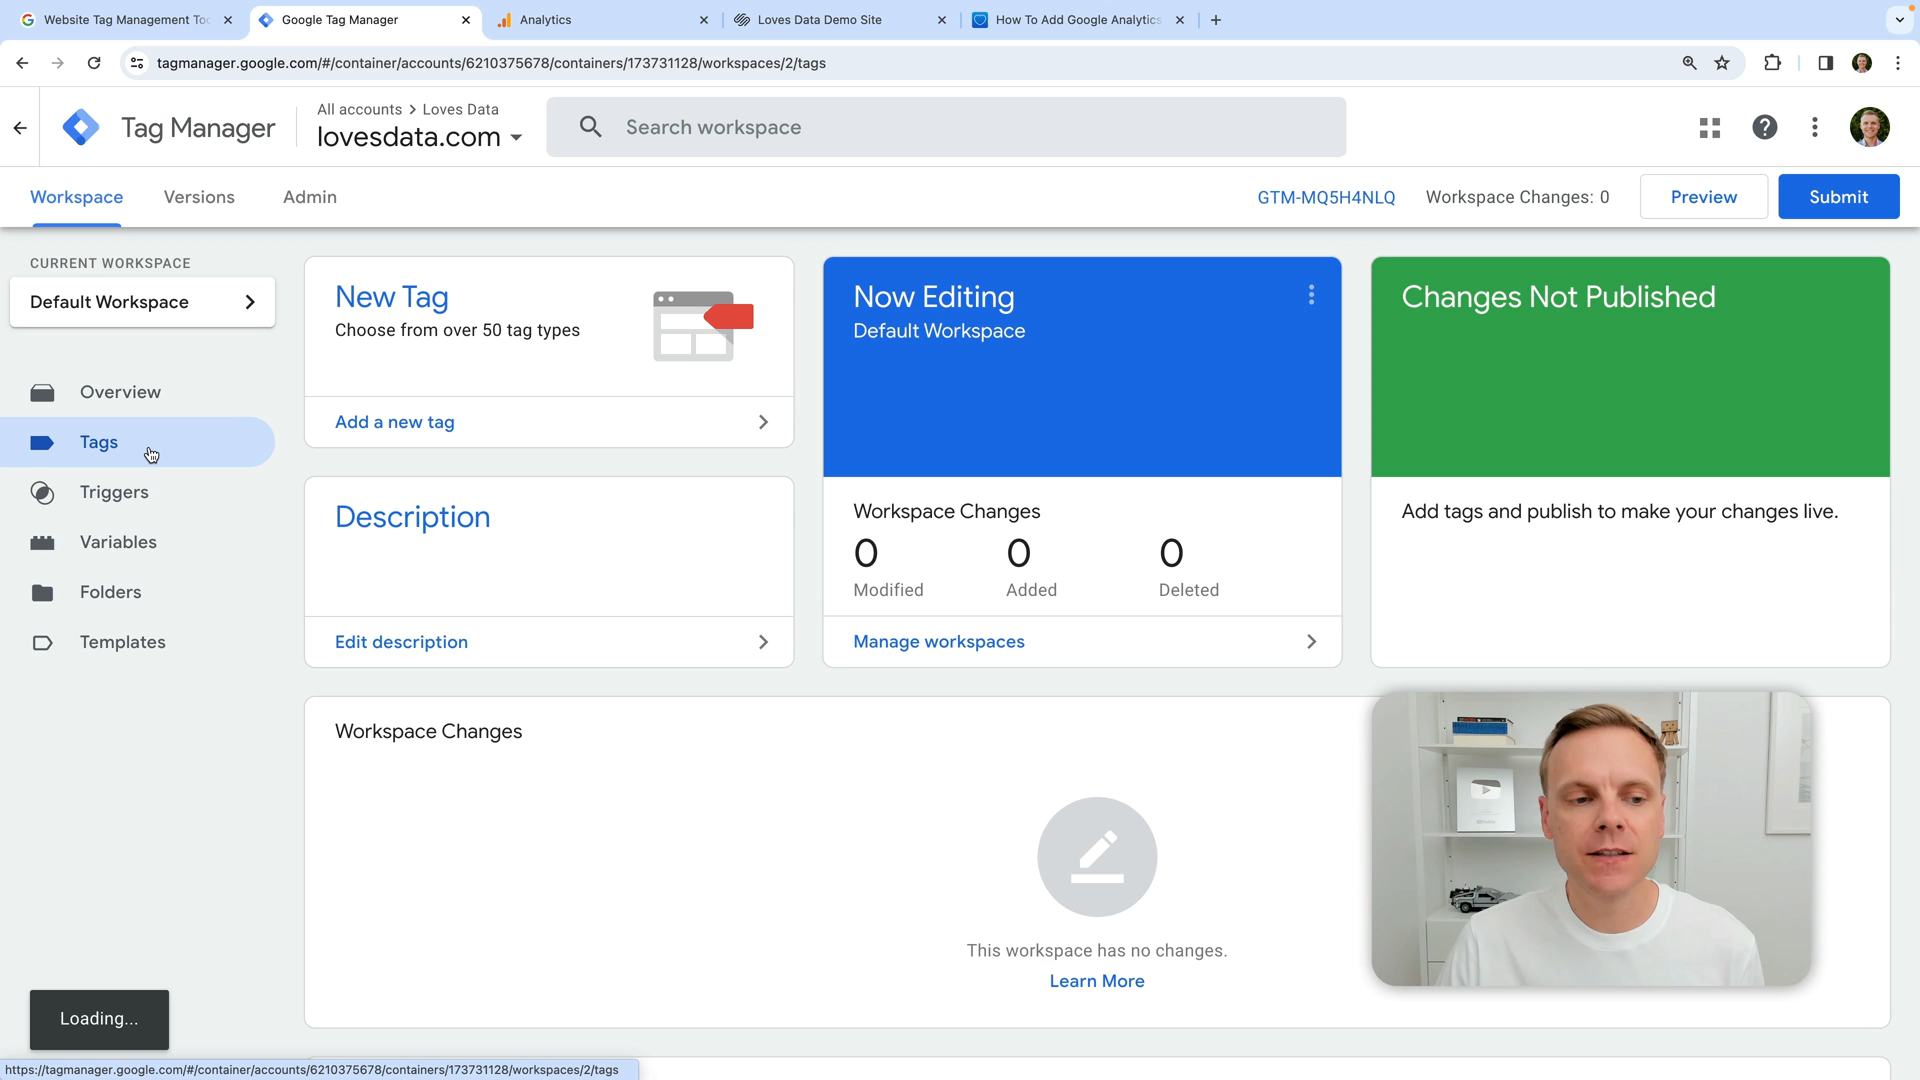 Website Tag Management Too
Google Tag Manager
Analytics
Loves Data Demo Site
How To Add Google Analytics
tagmanager.google.com/#/container/accounts/6210375678/containers/173731128/workspaces/2/tags
Tag Manager
All accounts > Loves Data
lovesdata.com
Search workspace
Workspace
Versions
Admin
GTM-MQ5H4NLQ
Workspace Changes: 0
Preview
Submit
CURRENT WORKSPACE
Default Workspace
Overview
Tags
Triggers
Variables
Folders
Templates
New Tag
Choose from over 50 tag types
Add a new tag
Description
Edit description
Now Editing
Default Workspace
Workspace Changes
0 0 0
Modified Added Deleted
Manage workspaces
Changes Not Published
Add tags and publish to make your changes live.
Workspace Changes
This workspace has no changes.
Learn More
Loading...
https://tagmanager.google.com/#/container/accounts/6210375678/containers/173731128/workspaces/2/tags